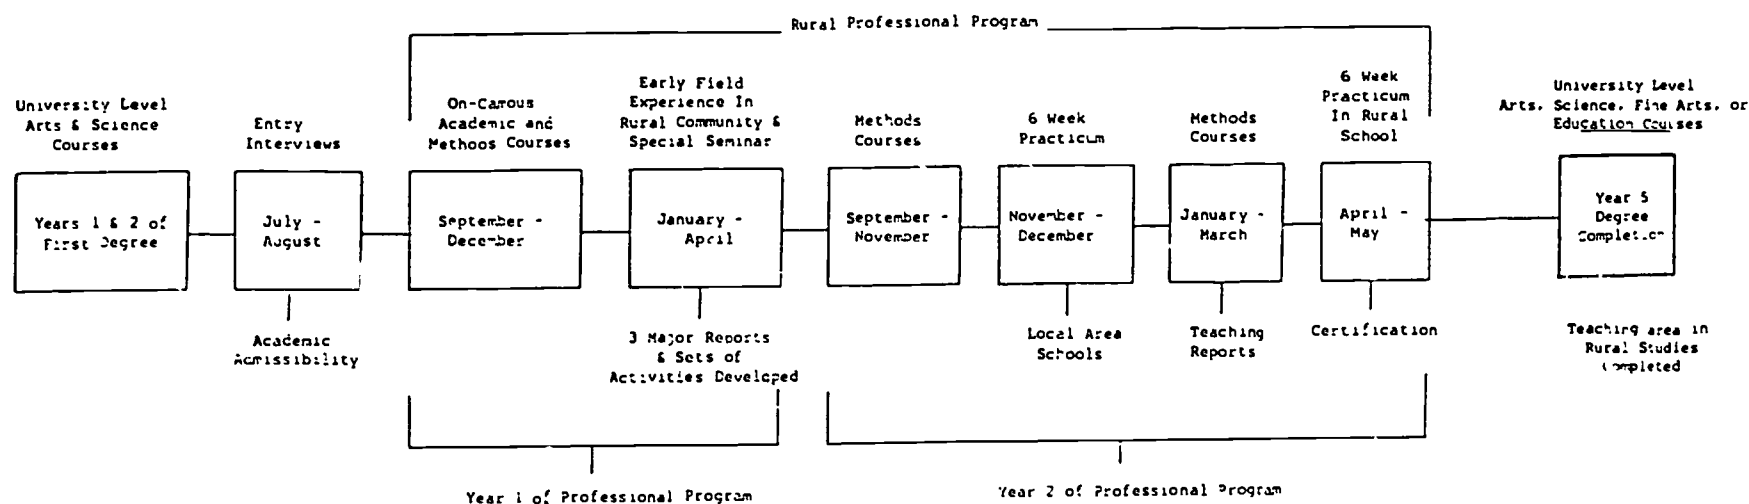 Rural Professional Program
University Level
Arts & Science
Courses
Entry
Interviews
On-Camous
Academic and
Methoos Courses
Early Field
Experience In
Rural Community &
Special Seminar
Methods
Courses
6 Week
Practicum
Methods
Courses
6 Week
Practicum
In Rural
School
University Level
Arts, Science, Fine Arts, or
Education Courses
Years 1 & 2 of
First Degree
July -
August
September -
December
January -
April
September -
November
November -
December
January -
March
April -
May
Year 5
Degree
Completion
Academic
Admissibility
3 Major Reports
& Sets of
Activities Developed
Local Area
Schools
Teaching
Reports
Certification
Teaching area in
Rural Studies
Completed
Year 1 of Professional Program
Year 2 of Professional Program